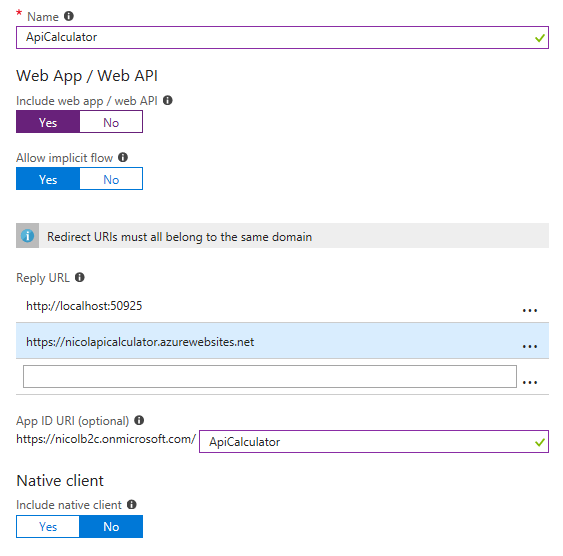 * Name
ApiCalculator
Web App / Web API
Include web app / web API
Yes No
Allow implicit flow
Yes No
Redirect URIs must all belong to the same domain
Reply URL
http://localhost:50925 ...
https://nicolapicalculator.azurewebsites.net ...
...
App ID URI (optional)
https://nicolb2c.onmicrosoft.com/ ApiCalculator
Native client
Include native client
Yes No